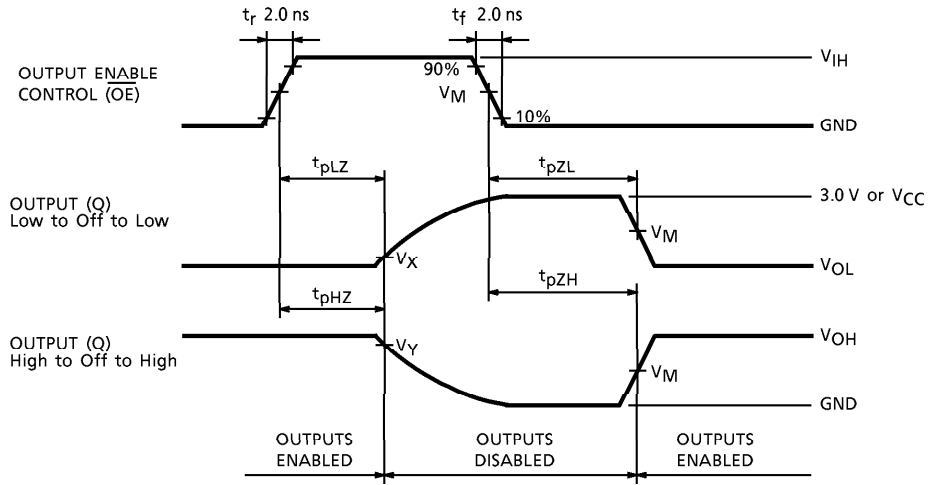 tr 2.0 ns
tf 2.0 ns
OUTPUT ENABLE
CONTROL (O̅E̅)
90%
VM
10%
VIH
GND
tpLZ
tpZL
OUTPUT (Q)
Low to Off to Low
3.0 V or VCC
VM
VX
VOL
tpHZ
tpZH
OUTPUT (Q)
High to Off to High
VY
VOH
VM
GND
OUTPUTS
ENABLED
OUTPUTS
DISABLED
OUTPUTS
ENABLED